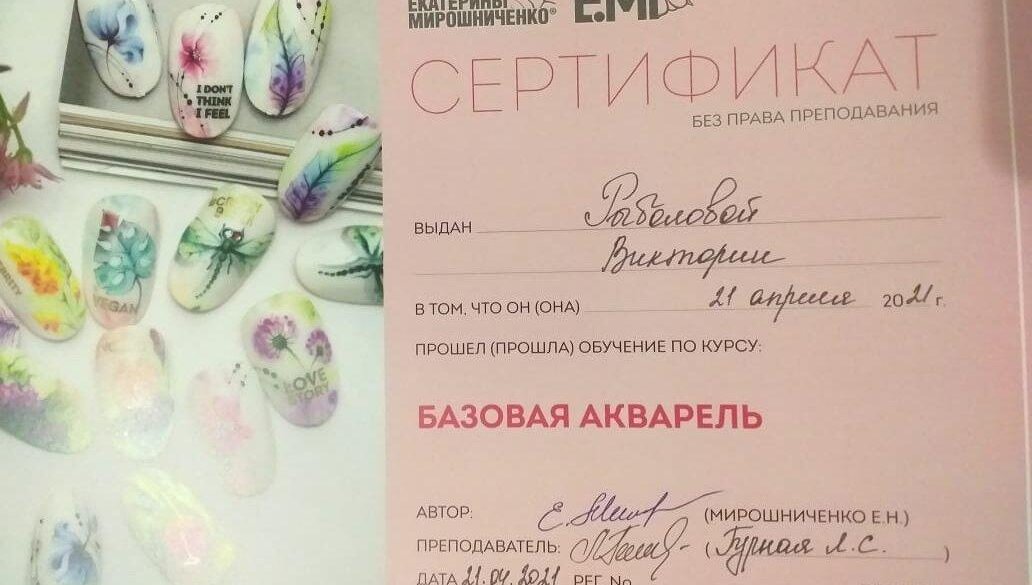 ЕКАТЕРИНЫ
МИРОШНИЧЕНКО® E.MI
СЕРТИФИКАТ
БЕЗ ПРАВА ПРЕПОДАВАНИЯ
ВЫДАН Рыболовой
Виктории
В ТОМ, ЧТО ОН (ОНА) 21 апреля 2021 г.
ПРОШЕЛ (ПРОШЛА) ОБУЧЕНИЕ ПО КУРСУ:
БАЗОВАЯ АКВАРЕЛЬ
АВТОР: (МИРОШНИЧЕНКО Е.Н.)
ПРЕПОДАВАТЕЛЬ: (Гурная Л.С.)
ДАТА 21.04.2021 РЕГ. No
I DON'T
THINK
I FEEL
VEGAN
LOVE
STORY